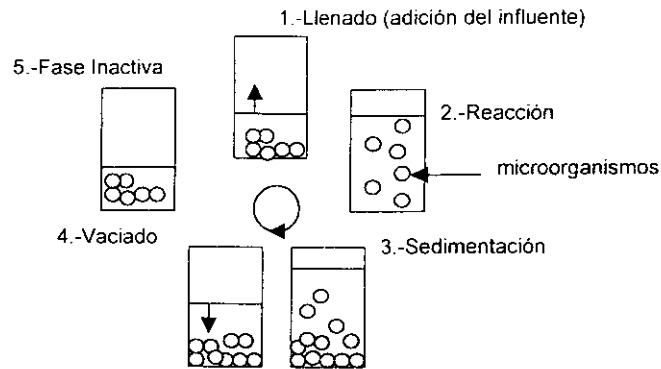 1.-Llenado (adición del influente)
5.-Fase Inactiva
2.-Reacción
microorganismos
4.-Vaciado
3.-Sedimentación